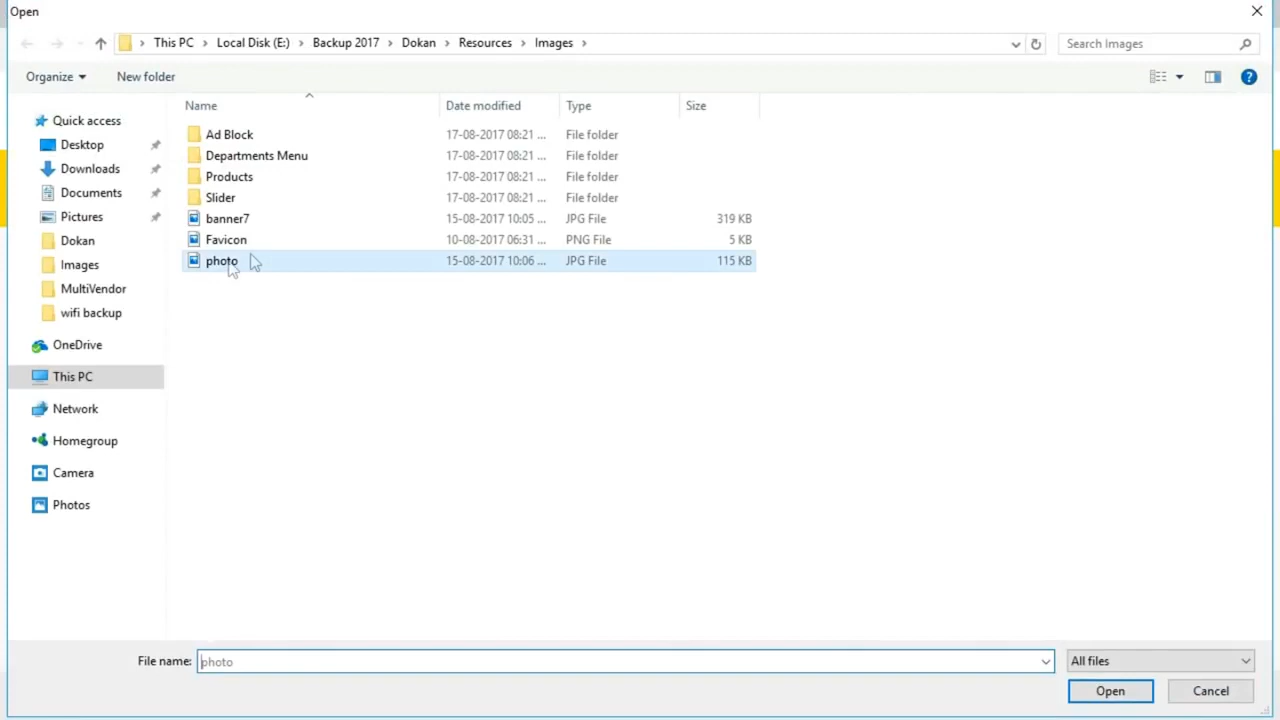 Open
This PC Local Disk (E:) Backup 2017 Dokan Resources Images
Search Images
Organize New folder
Name Date modified Type Size
Quick access
Desktop
Downloads
Documents
Pictures
Dokan
Images
MultiVendor
wifi backup
OneDrive
This PC
Network
Homegroup
Camera
Photos
Ad Block 17-08-2017 08:21 ... File folder
Departments Menu 17-08-2017 08:21 ... File folder
Products 17-08-2017 08:21 ... File folder
Slider 17-08-2017 08:21 ... File folder
banner7 15-08-2017 10:05 ... JPG File 319 KB
Favicon 10-08-2017 06:31 ... PNG File 5 KB
photo 15-08-2017 10:06 ... JPG File 115 KB
File name: photo All files
Open Cancel